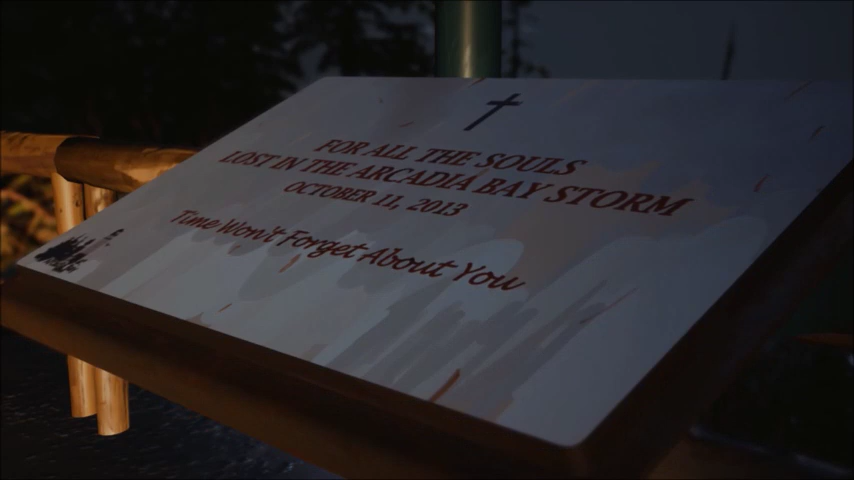 FOR ALL THE SOULS
LOST IN THE ARCADIA BAY STORM
OCTOBER 11, 2013
Time Won't Forget About You